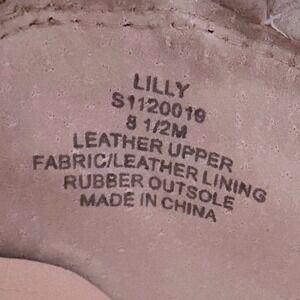 LILLY
S1120019
8 1/2M
LEATHER UPPER
FABRIC/LEATHER LINING
RUBBER OUTSOLE
MADE IN CHINA